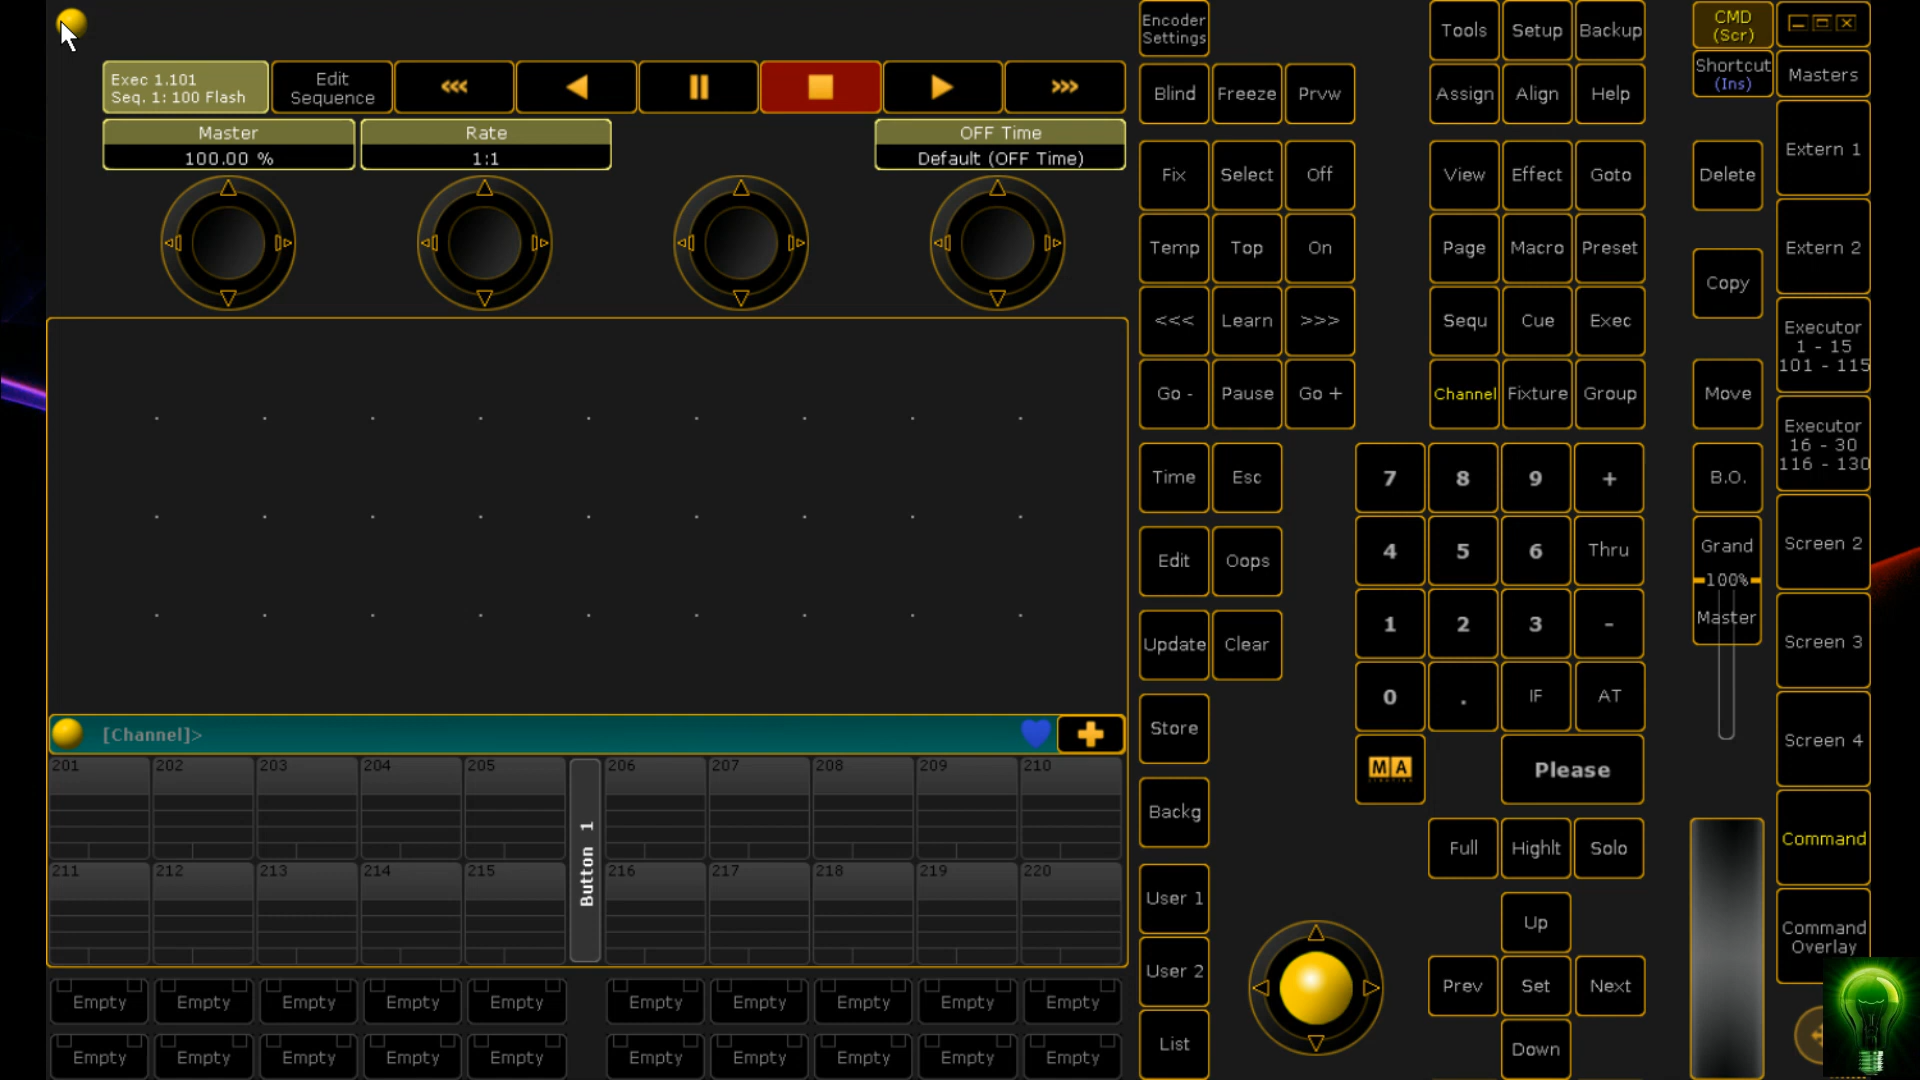 Exec 1.101
Seq. 1: 100 Flash
Edit
Sequence
Master
100.00 %
Rate
1:1
OFF Time
Default (OFF Time)
[Channel]>
201 202 203 204 205 206 207 208 209 210
211 212 213 214 215 216 217 218 219 220
Button 1
Empty Empty Empty Empty Empty Empty Empty Empty Empty Empty
Empty Empty Empty Empty Empty Empty Empty Empty Empty Empty
Encoder
Settings
Blind Freeze Prvw
Fix Select Off
Temp Top On
<<< Learn >>>
Go - Pause Go +
Time Esc
Edit Oops
Update Clear
Store
Backg
User 1
User 2
List
Tools Setup Backup
Assign Align Help
View Effect Goto
Page Macro Preset
Sequ Cue Exec
Channel Fixture Group
7 8 9 +
4 5 6 Thru
1 2 3 -
0 . IF AT
MA Please
Full Highlt Solo
Up
Prev Set Next
Down
CMD
(Scr)
Shortcut
(Ins)
Delete
Copy
Move
B.O.
Grand
100%
Master
Masters
Extern 1
Extern 2
Executor
1 - 15
101 - 115
Executor
16 - 30
116 - 130
Screen 2
Screen 3
Screen 4
Command
Command
Overlay